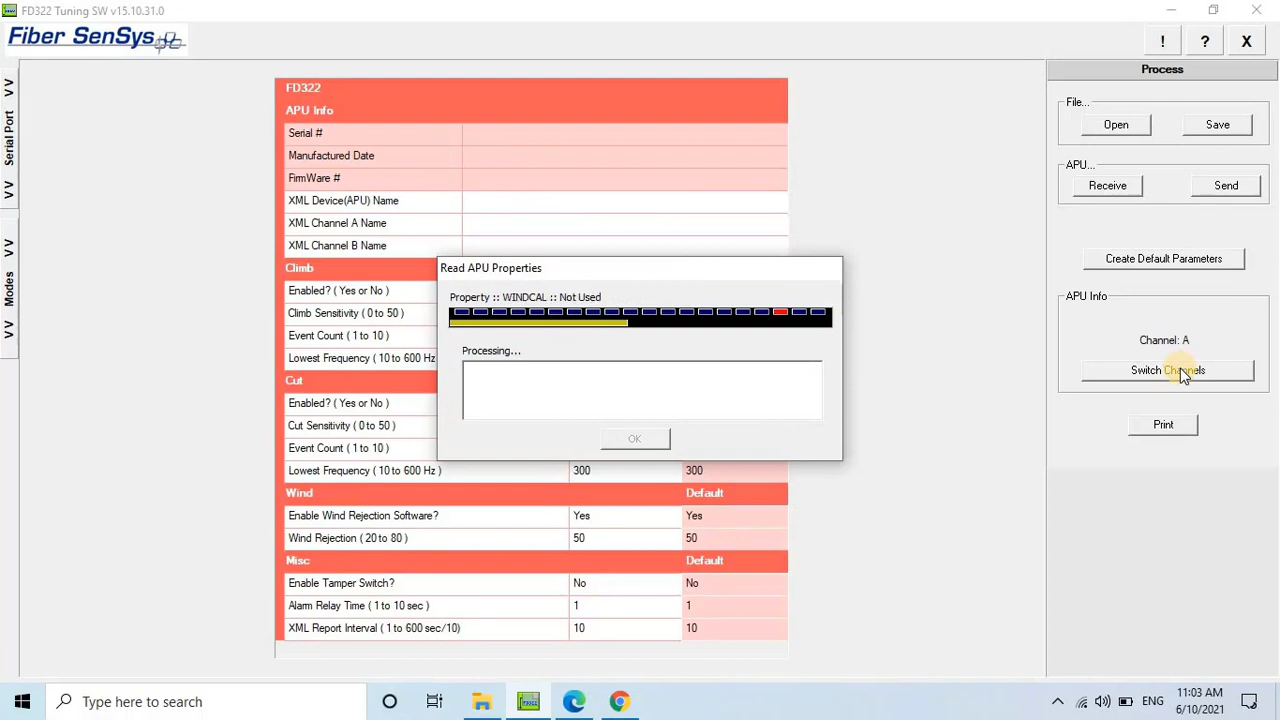 FD322 Tuning SW v15.10.31.0
Fiber SenSys
! ? X
V V Serial Port V V
V V Modes V V
FD322
APU Info
Serial #
Manufactured Date
FirmWare #
XML Device(APU) Name
XML Channel A Name
XML Channel B Name
Climb
Enabled? ( Yes or No )
Climb Sensitivity ( 0 to 50 )
Event Count ( 1 to 10 )
Lowest Frequency ( 10 to 600 Hz
Cut
Enabled? ( Yes or No )
Cut Sensitivity ( 0 to 50 )
Event Count ( 1 to 10 )
Lowest Frequency ( 10 to 600 Hz ) 300 300
Wind Default
Enable Wind Rejection Software? Yes Yes
Wind Rejection ( 20 to 80 ) 50 50
Misc Default
Enable Tamper Switch? No No
Alarm Relay Time ( 1 to 10 sec ) 1 1
XML Report Interval ( 1 to 600 sec/10) 10 10
Read APU Properties
Property :: WINDCAL :: Not Used
Processing...
OK
Process
File...
Open Save
APU...
Receive Send
Create Default Parameters
APU Info
Channel: A
Switch Channels
Print
Type here to search
ENG
11:03 AM
6/10/2021